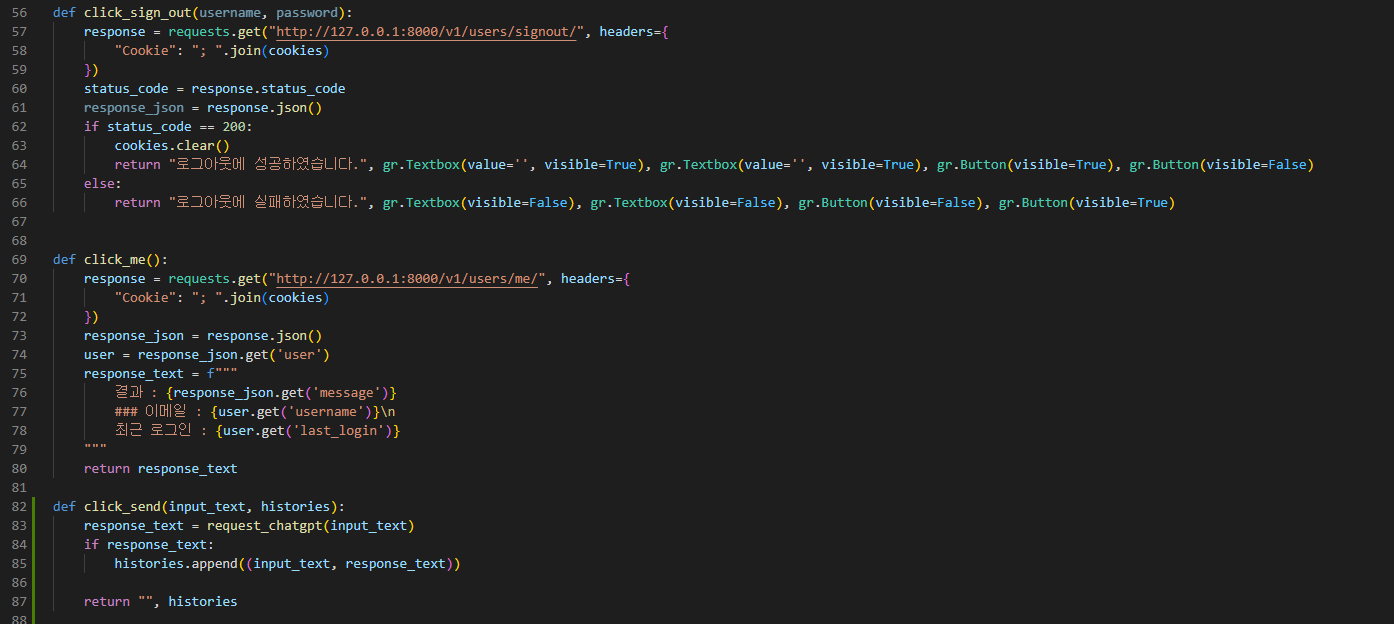 56 def click_sign_out(username, password):
57     response = requests.get("http://127.0.0.1:8000/v1/users/signout/", headers={
58         "Cookie": "; ".join(cookies)
59     })
60     status_code = response.status_code
61     response_json = response.json()
62     if status_code == 200:
63         cookies.clear()
64         return "로그아웃에 성공하였습니다.", gr.Textbox(value='', visible=True), gr.Textbox(value='', visible=True), gr.Button(visible=True), gr.Button(visible=False)
65     else:
66         return "로그아웃에 실패하였습니다.", gr.Textbox(visible=False), gr.Textbox(visible=False), gr.Button(visible=False), gr.Button(visible=True)
67
68
69 def click_me():
70     response = requests.get("http://127.0.0.1:8000/v1/users/me/", headers={
71         "Cookie": "; ".join(cookies)
72     })
73     response_json = response.json()
74     user = response_json.get('user')
75     response_text = f"""
76         결과 : {response_json.get('message')}
77         ### 이메일 : {user.get('username')}\n
78         최근 로그인 : {user.get('last_login')}
79     """
80     return response_text
81
82 def click_send(input_text, histories):
83     response_text = request_chatgpt(input_text)
84     if response_text:
85         histories.append((input_text, response_text))
86
87     return "", histories
88